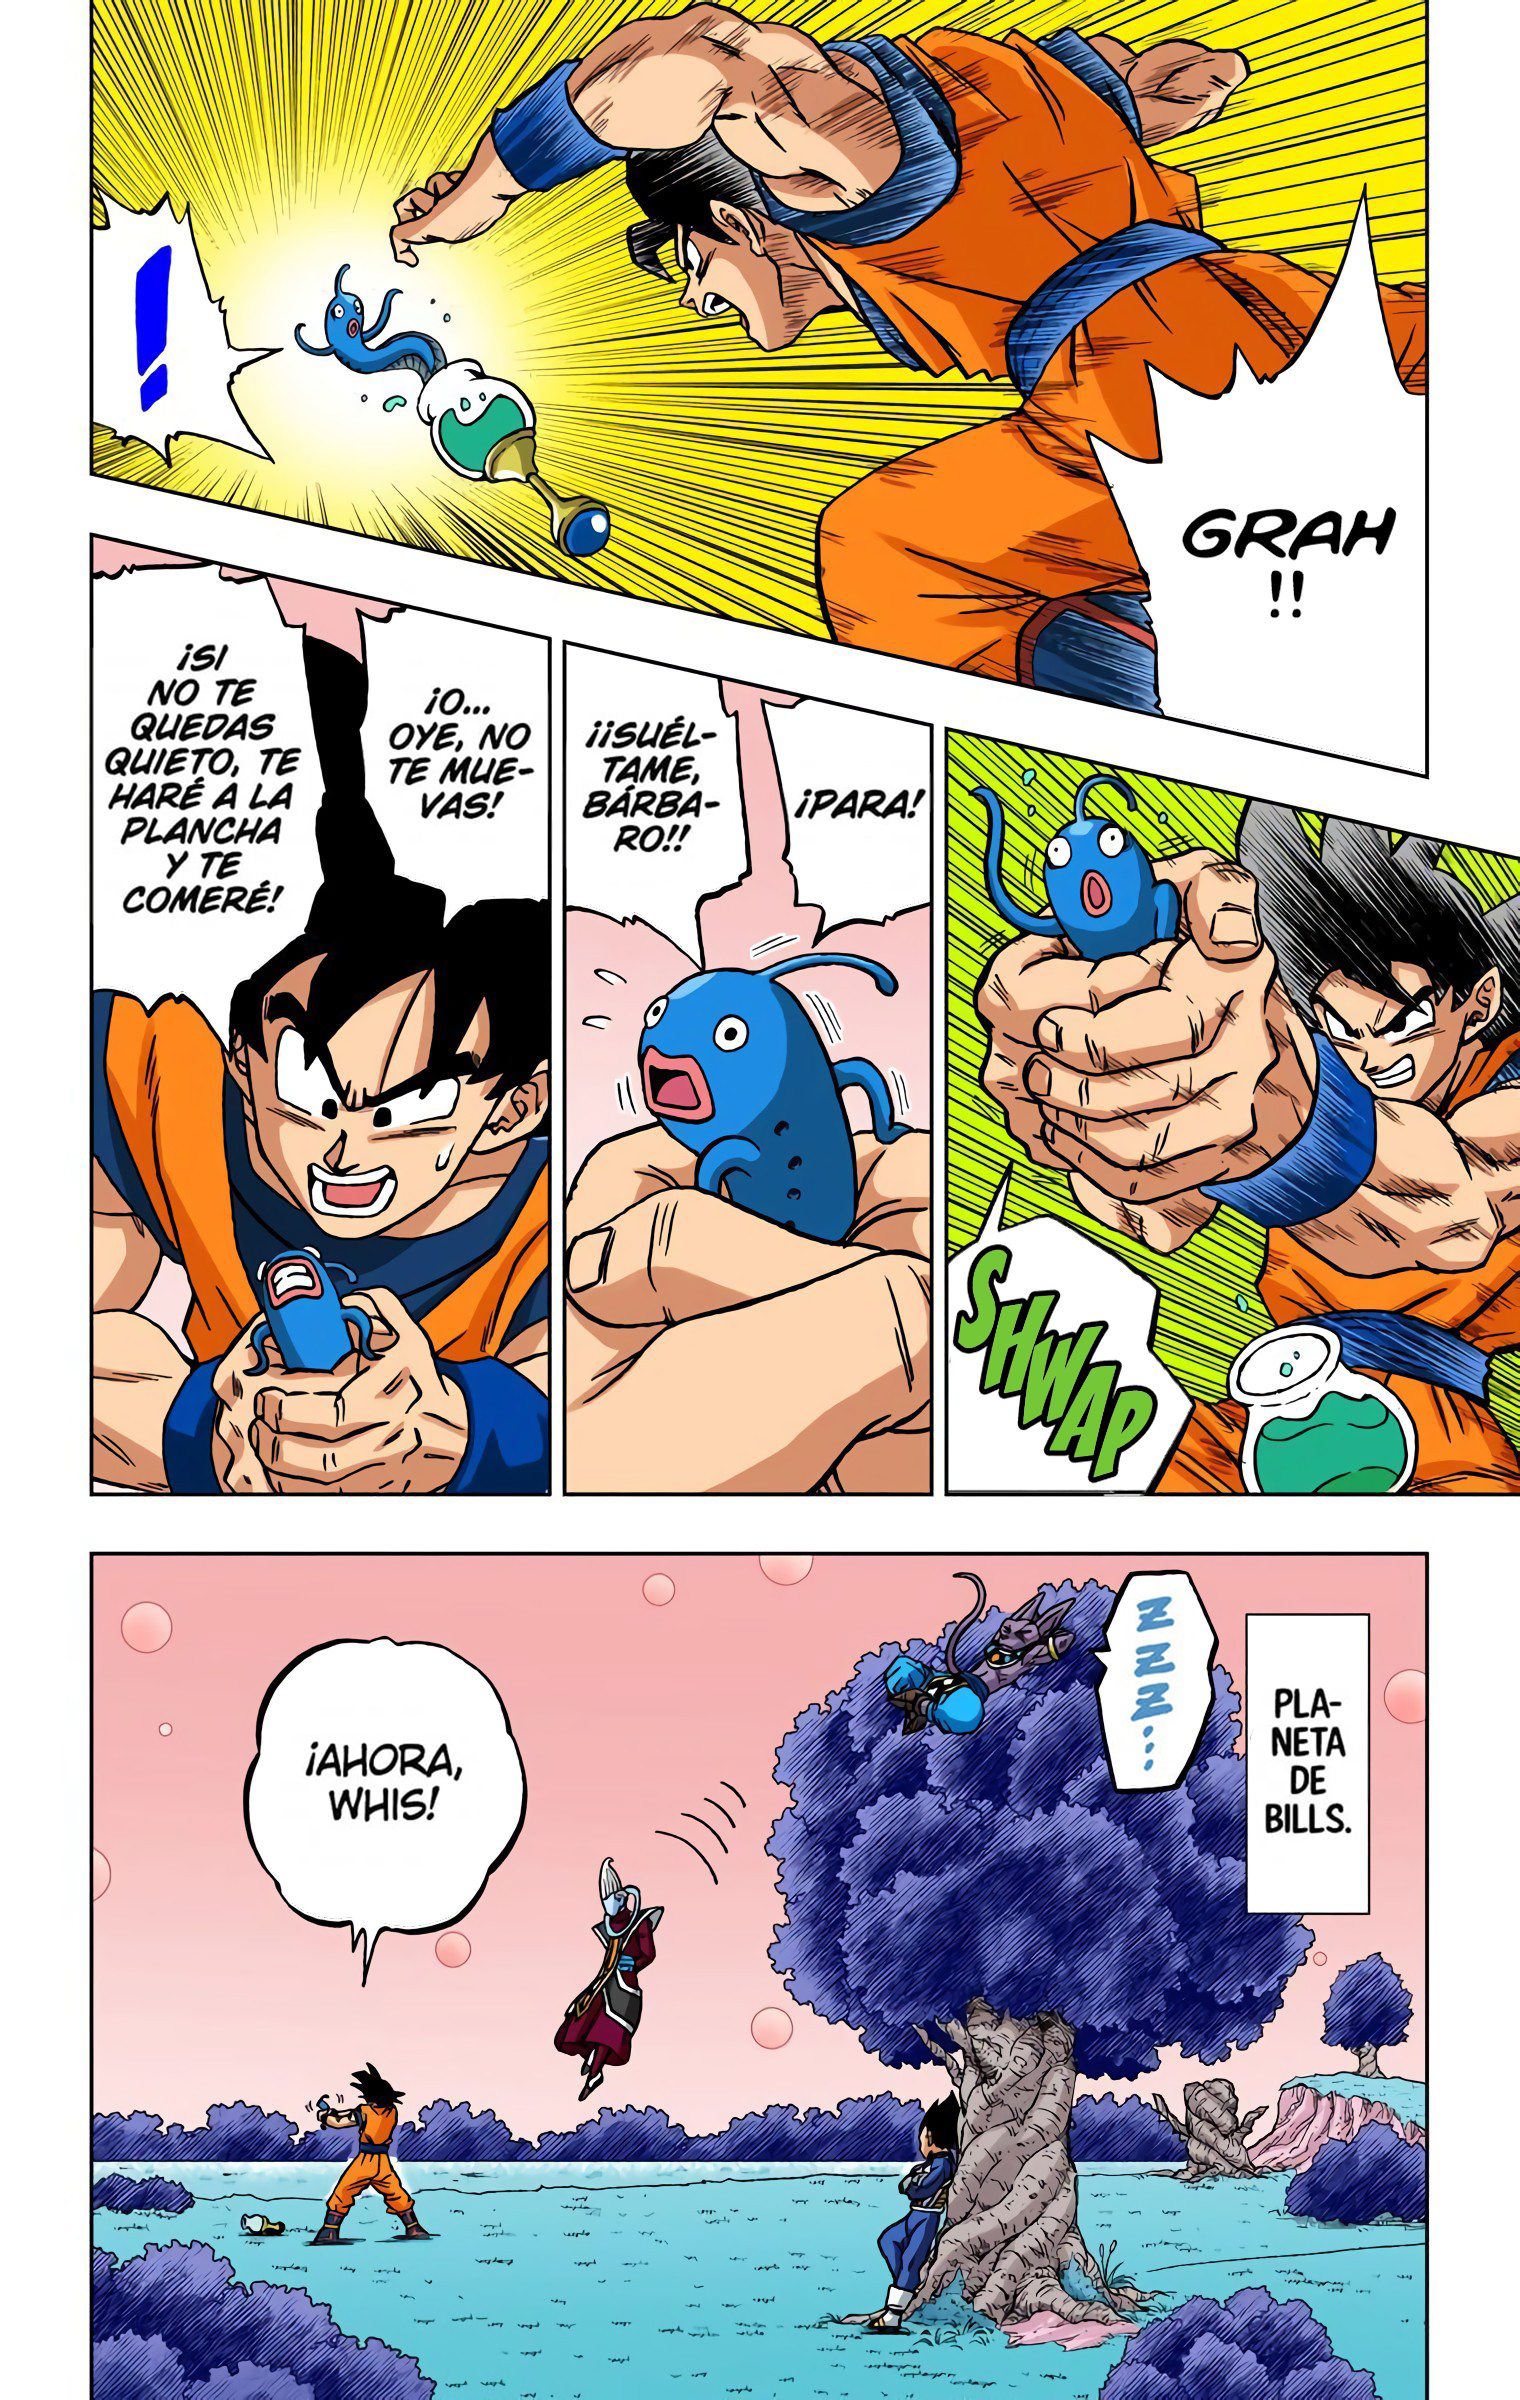 !
GRAH
!!
SHWAP
¡PARA!
¡¡SUÉL-
TAME,
BÁRBA-
RO!!
¡O...
OYE, NO
TE MUE-
VAS!
¡SI
NO TE
QUEDAS
QUIETO, TE
HARÉ A LA
PLANCHA
Y TE
COMERÉ!
PLA-
NETA
DE
BILLS.
ZZZ...
¡AHORA,
WHIS!